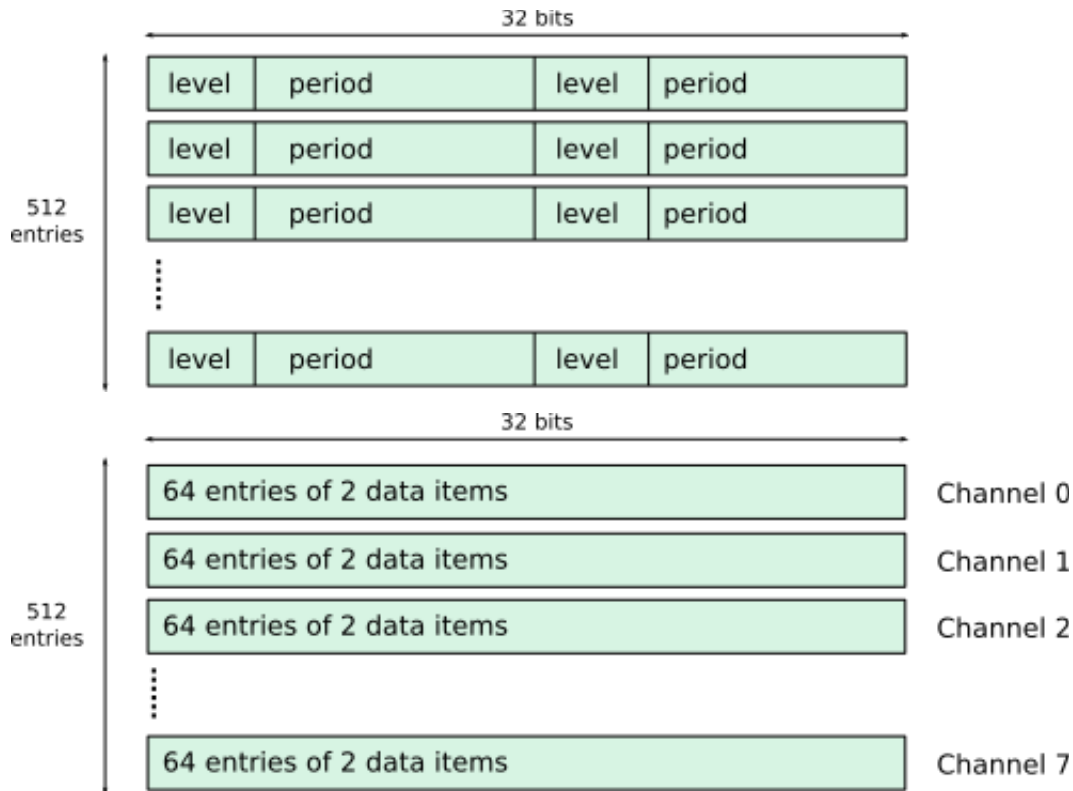 32 bits
level period level period
level period level period
512
entries
level period level period
level period level period
32 bits
64 entries of 2 data items Channel 0
64 entries of 2 data items Channel 1
512
entries
64 entries of 2 data items Channel 2
64 entries of 2 data items Channel 7